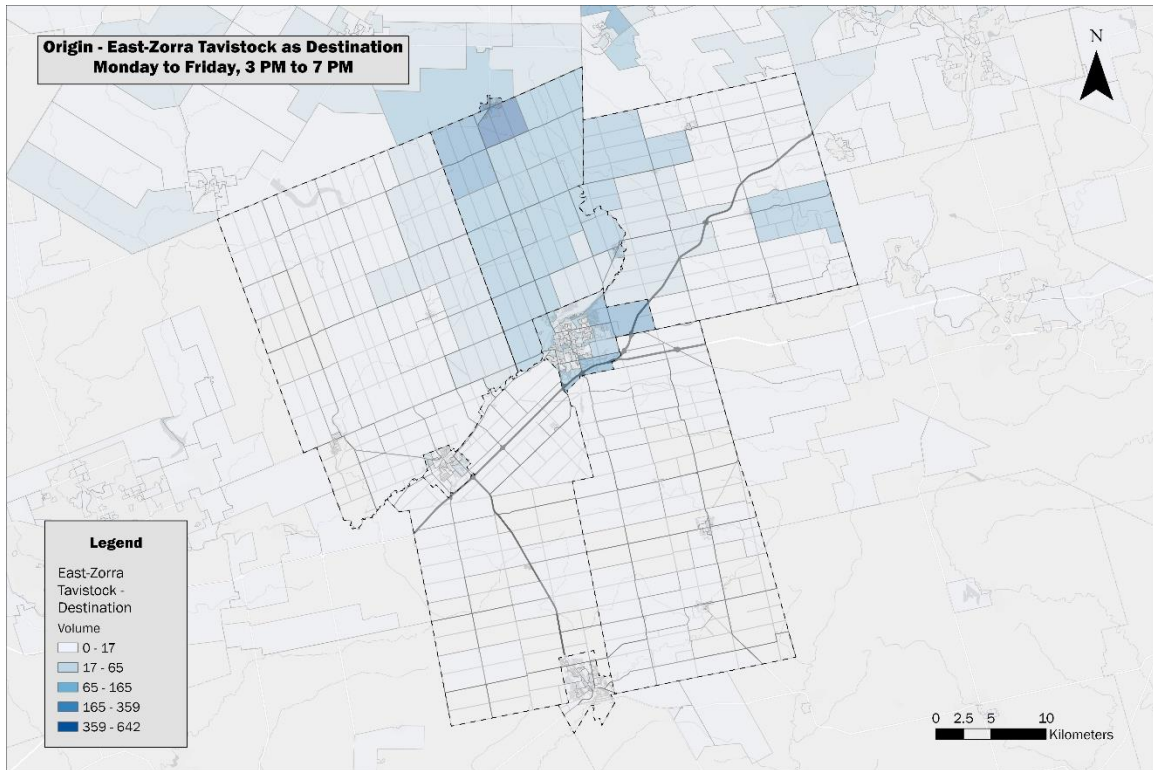 Origin - East-Zorra Tavistock as Destination
Monday to Friday, 3 PM to 7 PM
N
Legend
East-Zorra
Tavistock -
Destination
Volume
0 - 17
17 - 65
65 - 165
165 - 359
359 - 642
0 2.5 5 10
Kilometers